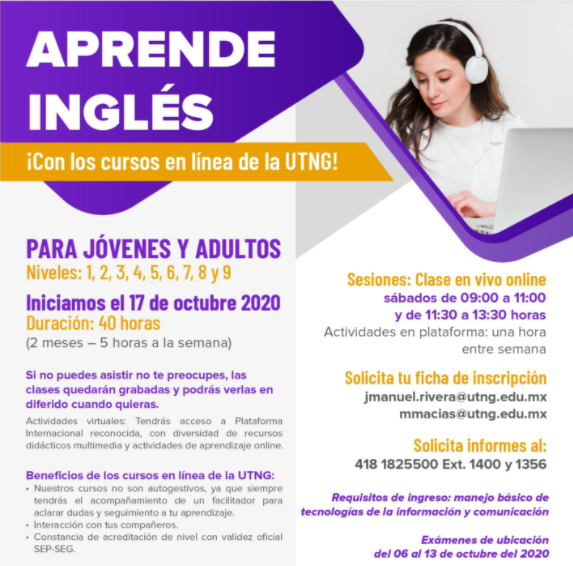 APRENDE
INGLÉS
¡Con los cursos en línea de la UTNG!
PARA JÓVENES Y ADULTOS
Niveles: 1, 2, 3, 4, 5, 6, 7, 8 y 9
Iniciamos el 17 de octubre 2020
Duración: 40 horas
(2 meses – 5 horas a la semana)
Si no puedes asistir no te preocupes, las
clases quedarán grabadas y podrás verlas en
diferido cuando quieras.
Actividades virtuales: Tendrás acceso a Plataforma
Internacional reconocida, con diversidad de recursos
didácticos multimedia y actividades de aprendizaje online.
Beneficios de los cursos en línea de la UTNG:
• Nuestros cursos no son autogestivos, ya que siempre
tendrás el acompañamiento de un facilitador para
aclarar dudas y seguimiento a tu aprendizaje.
• Interacción con tus compañeros.
• Constancia de acreditación de nivel con validez oficial
SEP-SEG.
Sesiones: Clase en vivo online
sábados de 09:00 a 11:00
y de 11:30 a 13:30 horas
Actividades en plataforma: una hora
entre semana
Solicita tu ficha de inscripción
jmanuel.rivera@utng.edu.mx
mmacias@utng.edu.mx
Solicita informes al:
418 1825500 Ext. 1400 y 1356
Requisitos de ingreso: manejo básico de
tecnologías de la información y comunicación
Exámenes de ubicación
del 06 al 13 de octubre del 2020